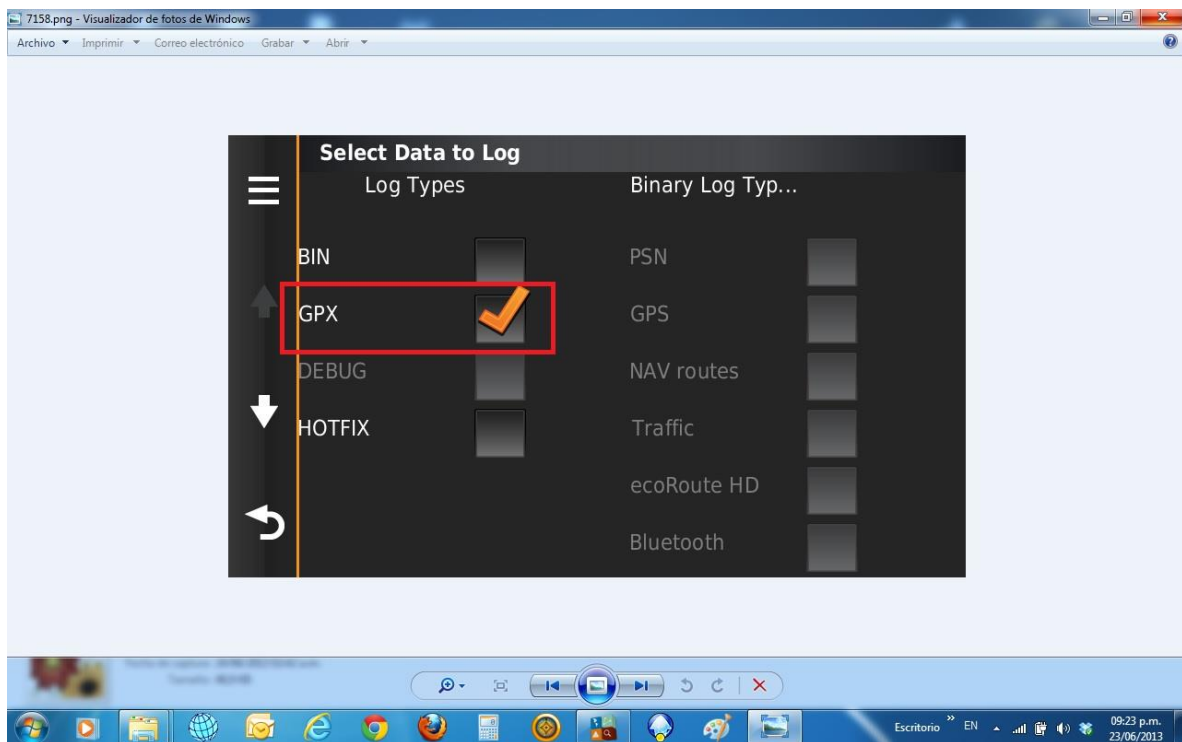 7158.png - Visualizador de fotos de Windows
Archivo Imprimir Correo electrónico Grabar Abrir
Select Data to Log
Log Types Binary Log Typ...
BIN PSN
GPX GPS
DEBUG NAV routes
HOTFIX Traffic
ecoRoute HD
Bluetooth
Escritorio » EN 09:23 p.m.
23/06/2013